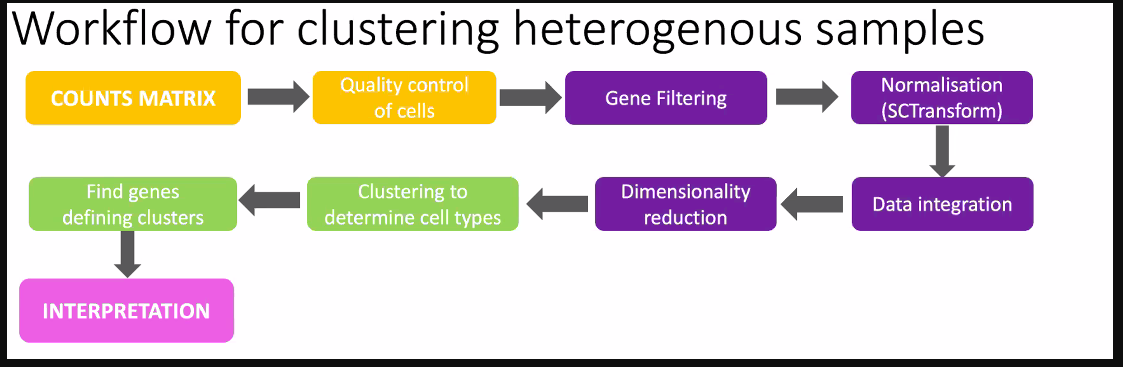 Workflow for clustering heterogenous samples
COUNTS MATRIX
Quality control
of cells
Gene Filtering
Normalisation
(SCTransform)
Data integration
Dimensionality
reduction
Clustering to
determine cell types
Find genes
defining clusters
INTERPRETATION